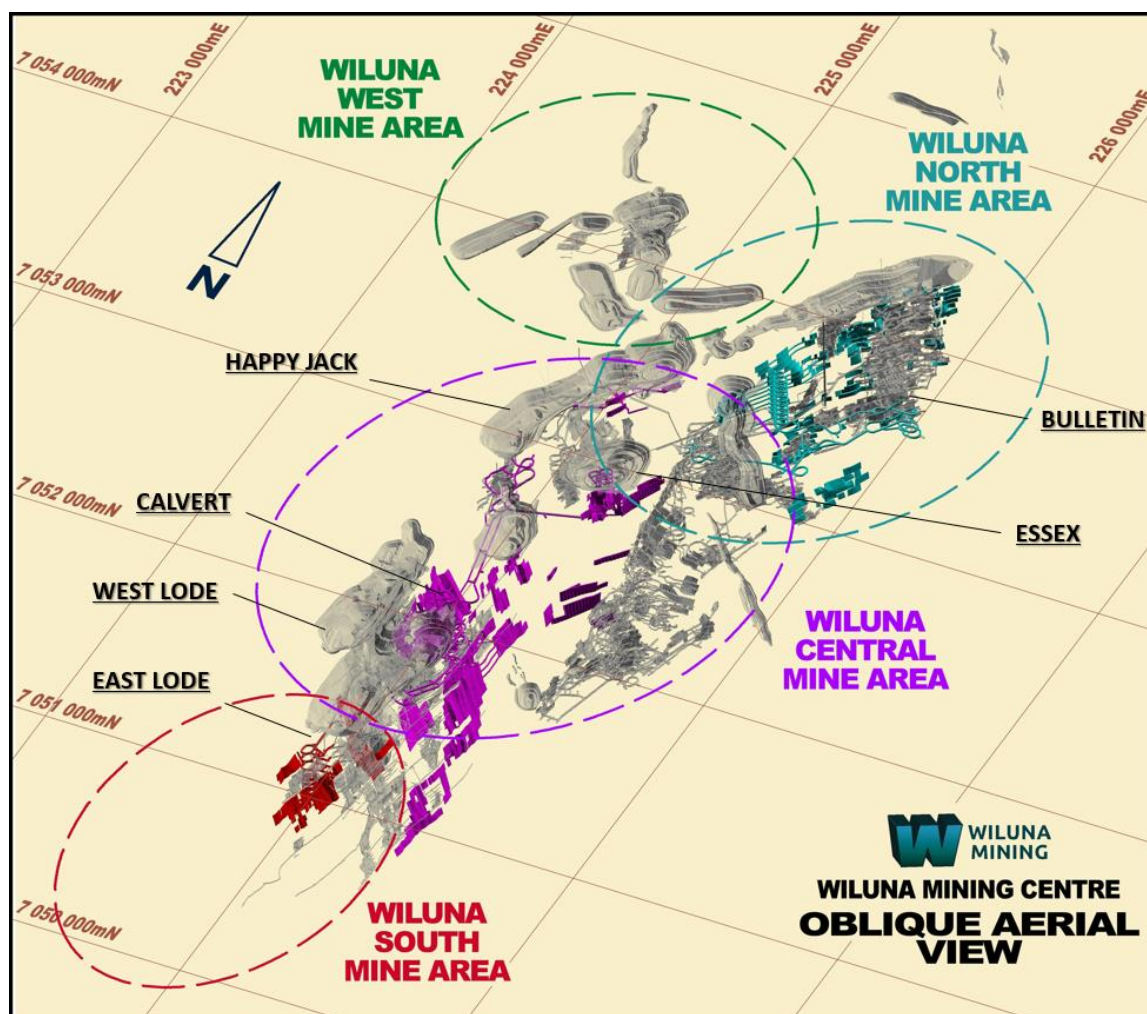 7 054 000mN
223 000mE
224 000mE
225 000mE
226 000mE
WILUNA
WEST
MINE AREA
WILUNA
NORTH
MINE AREA
N
7 053 000mN
HAPPY JACK
BULLETIN
7 052 000mN
CALVERT
ESSEX
WEST LODE
WILUNA
CENTRAL
MINE AREA
EAST LODE
7 051 000mN
W WILUNA
MINING
WILUNA MINING CENTRE
OBLIQUE AERIAL
VIEW
WILUNA
SOUTH
MINE AREA
7 050 000mN